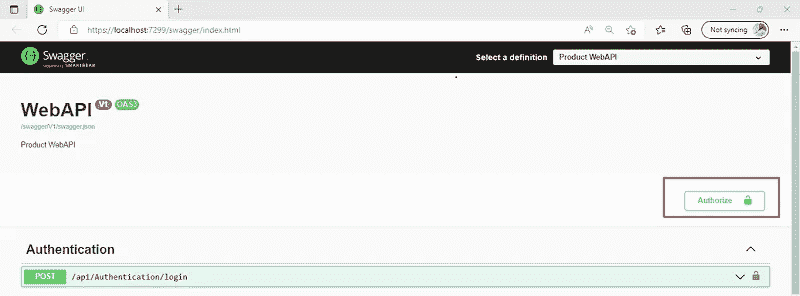 Swagger UI
https://localhost:7299/swagger/index.html
Not syncing
Swagger
Supported by SMARTBEAR
Select a definition
Product WebAPI
WebAPI V1 OAS3
/swagger/V1/swagger.json
Product WebAPI
Authorize
Authentication
POST /api/Authentication/login